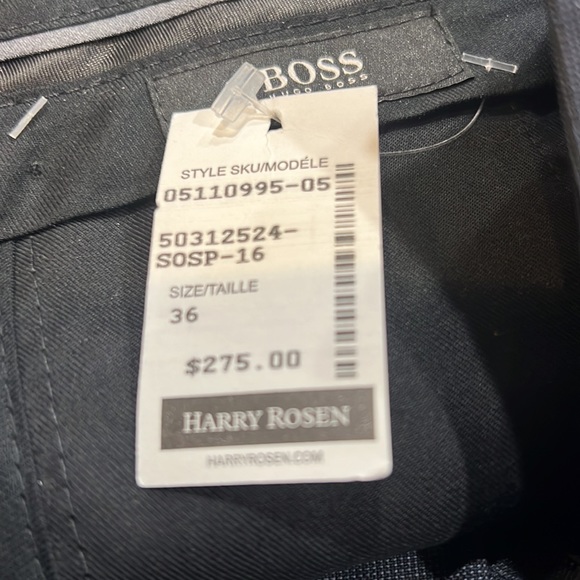 BOSS
HUGO BOSS
STYLE SKU/MODÉLE
05110995-05
50312524-
SOSP-16
SIZE/TAILLE
36
$275.00
HARRY ROSEN
HARRYROSEN.COM